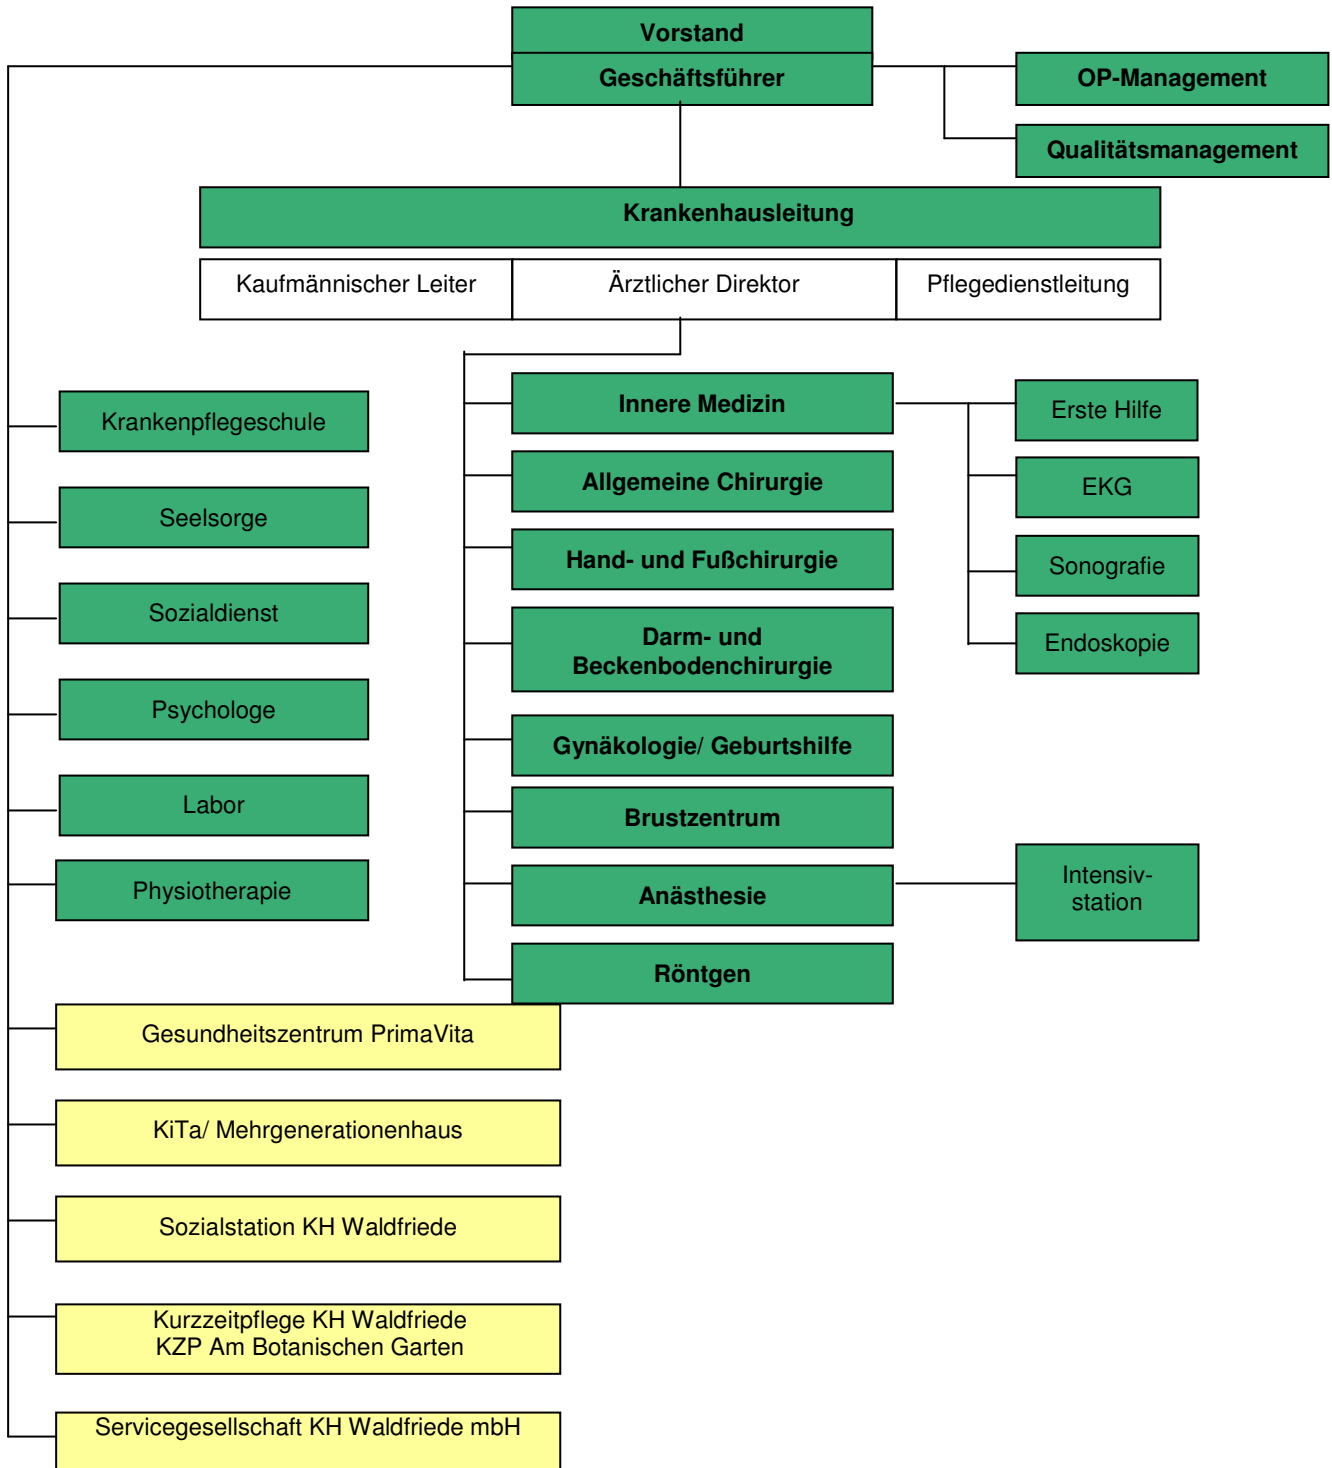 Vorstand
Geschäftsführer
OP-Management
Qualitätsmanagement
Krankenhausleitung
Kaufmännischer Leiter
Ärztlicher Direktor
Pflegedienstleitung
Krankenpflegeschule
Seelsorge
Sozialdienst
Psychologe
Labor
Physiotherapie
Innere Medizin
Allgemeine Chirurgie
Hand- und Fußchirurgie
Darm- und
Beckenbodenchirurgie
Gynäkologie/ Geburtshilfe
Brustzentrum
Anästhesie
Röntgen
Erste Hilfe
EKG
Sonografie
Endoskopie
Intensiv-
station
Gesundheitszentrum PrimaVita
KiTa/ Mehrgenerationenhaus
Sozialstation KH Waldfriede
Kurzzeitpflege KH Waldfriede
KZP Am Botanischen Garten
Servicegesellschaft KH Waldfriede mbH